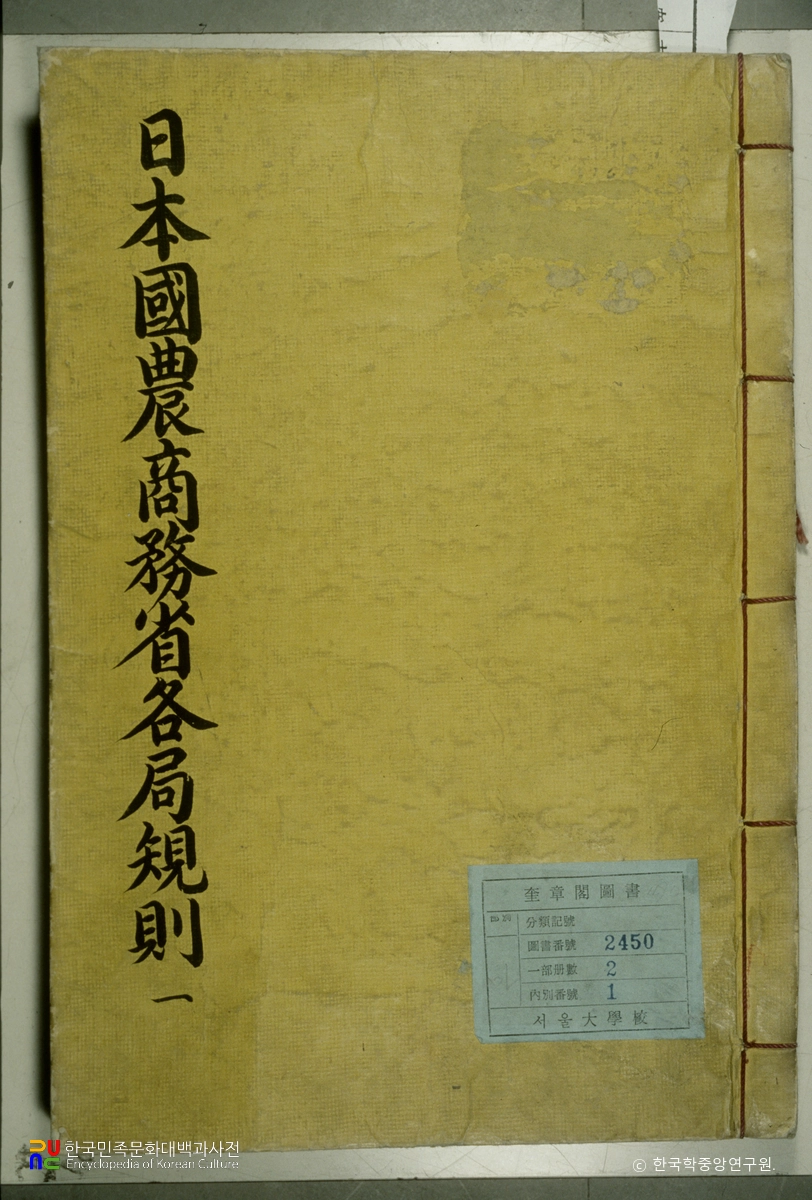 日本國農商務省各局規則 一
奎章閣圖書
分類記號
圖書番號 2450
一部册數 2
內別番號 1
서울大學校
한국민족문화대백과사전
Encyclopedia of Korean Culture
© 한국학중앙연구원.